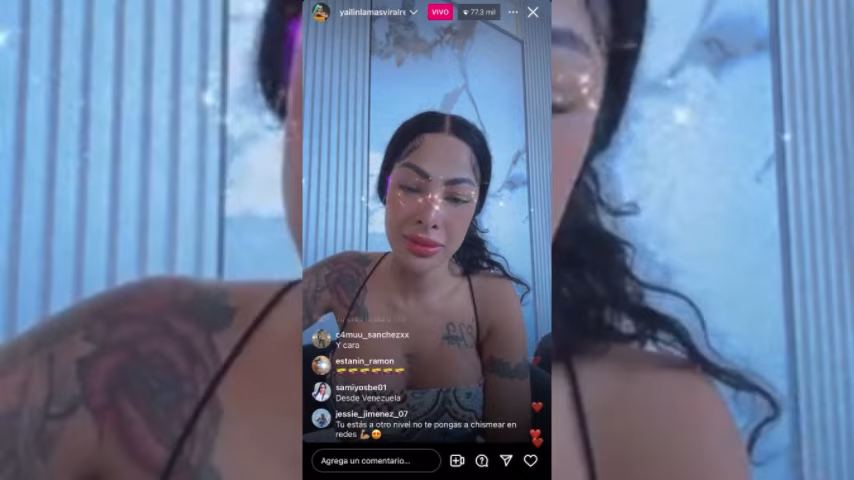 yailinlamasviralre
VIVO
77.3 mil
c4muu_sanchezxx
Y cara
estanin_ramon
samiyosbe01
Desde Venezuela
jessie_jimenez_07
Tu estás a otro nivel no te pongas a chismear en
redes 💪😍
Agrega un comentario...